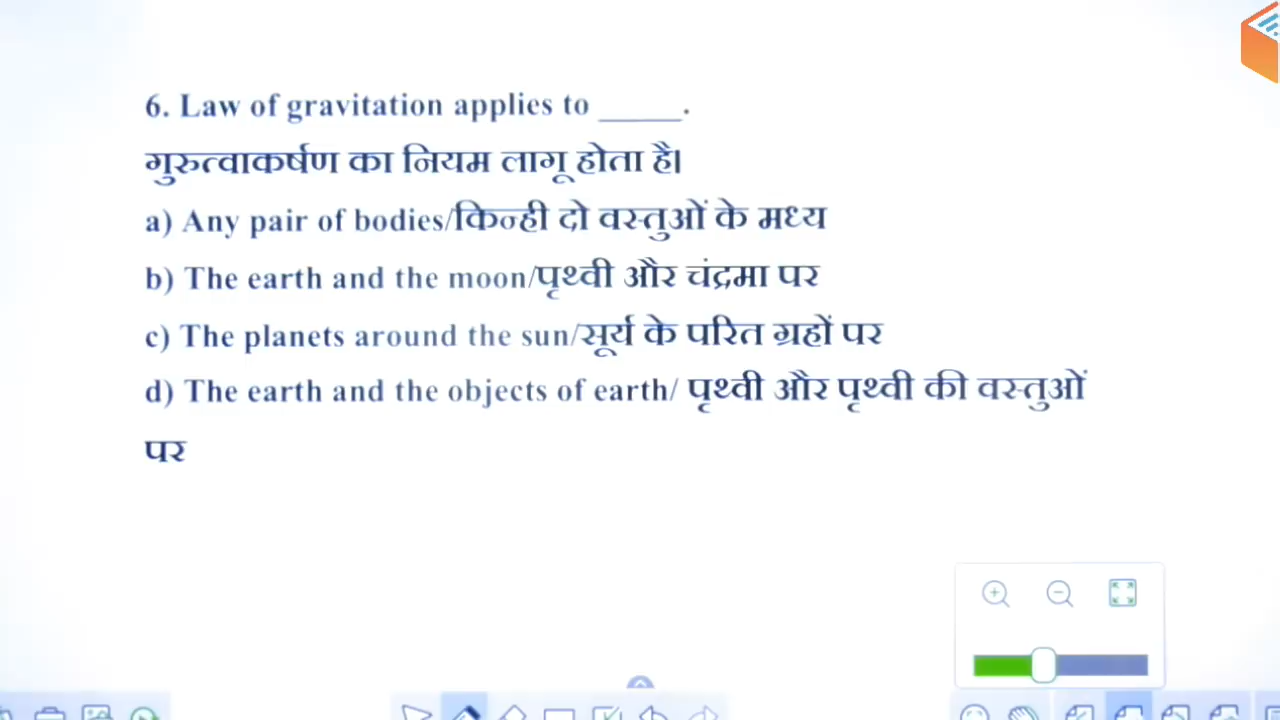 6. Law of gravitation applies to _____.
गुरुत्वाकर्षण का नियम लागू होता है।
a) Any pair of bodies/किन्ही दो वस्तुओं के मध्य
b) The earth and the moon/पृथ्वी और चंद्रमा पर
c) The planets around the sun/सूर्य के परित ग्रहों पर
d) The earth and the objects of earth/ पृथ्वी और पृथ्वी की वस्तुओं
पर